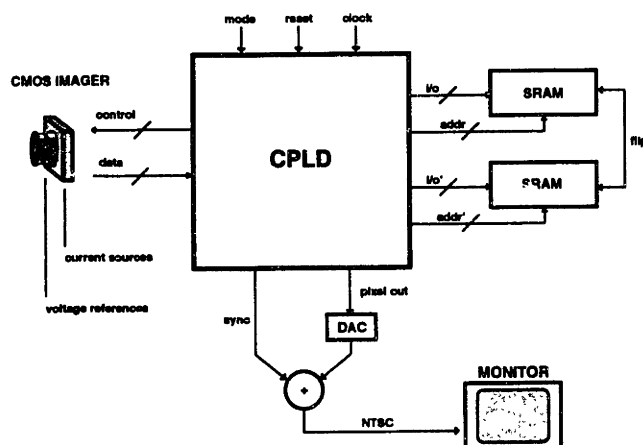 mode reset clock
CMOS IMAGER
control
data
current sources
voltage references
CPLD
i/o
addr
i/o'
addr'
SRAM
SRAM
flip
sync
pixel out
DAC
+
NTSC
MONITOR